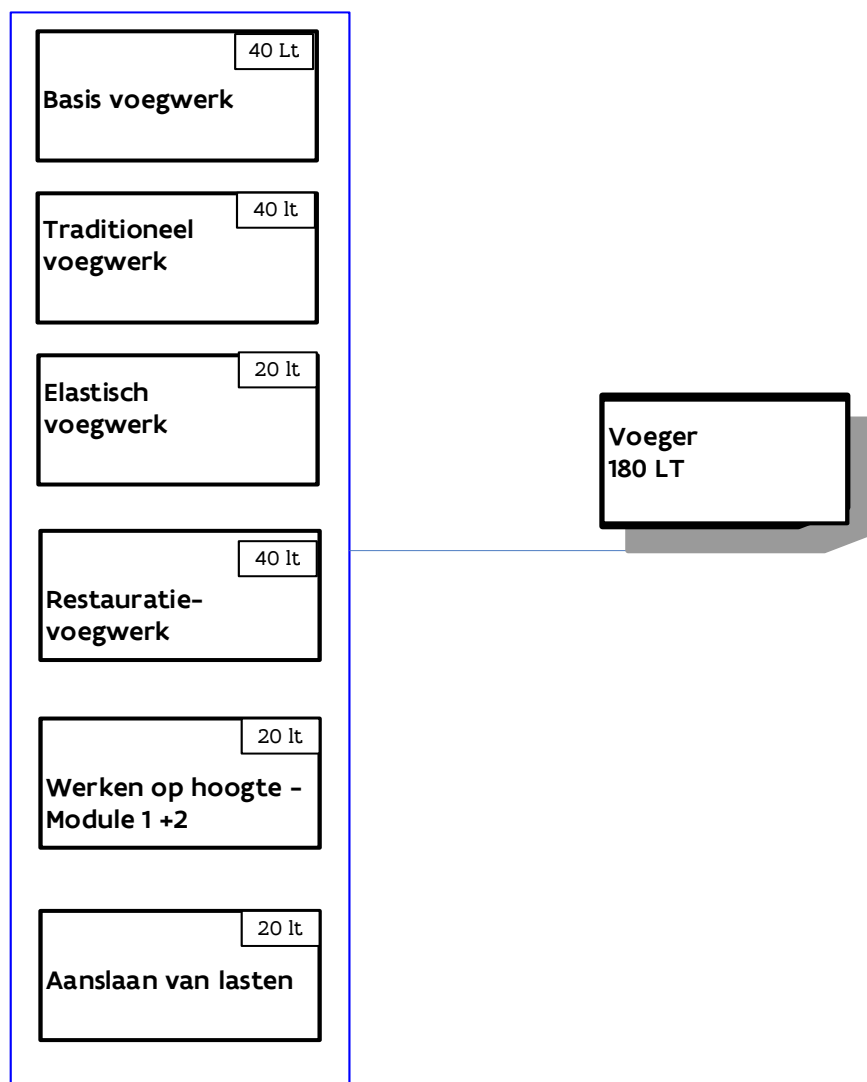 40 Lt
Basis voegwerk
40 lt
Traditioneel
voegwerk
20 lt
Elastisch
voegwerk
Voeger
180 LT
40 lt
Restauratie-
voegwerk
20 lt
Werken op hoogte -
Module 1 +2
20 lt
Aanslaan van lasten